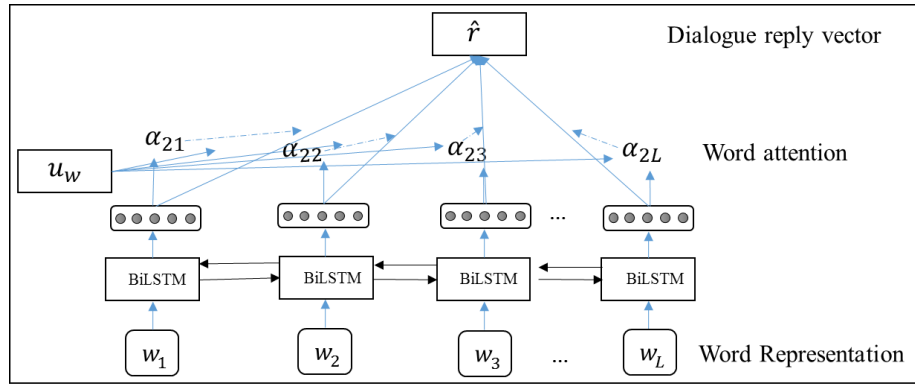 r̂ Dialogue reply vector
α₂₁ α₂₂ α₂₃ α₂L Word attention
u_w
...
BiLSTM BiLSTM BiLSTM BiLSTM
w₁ w₂ w₃ ... w_L Word Representation